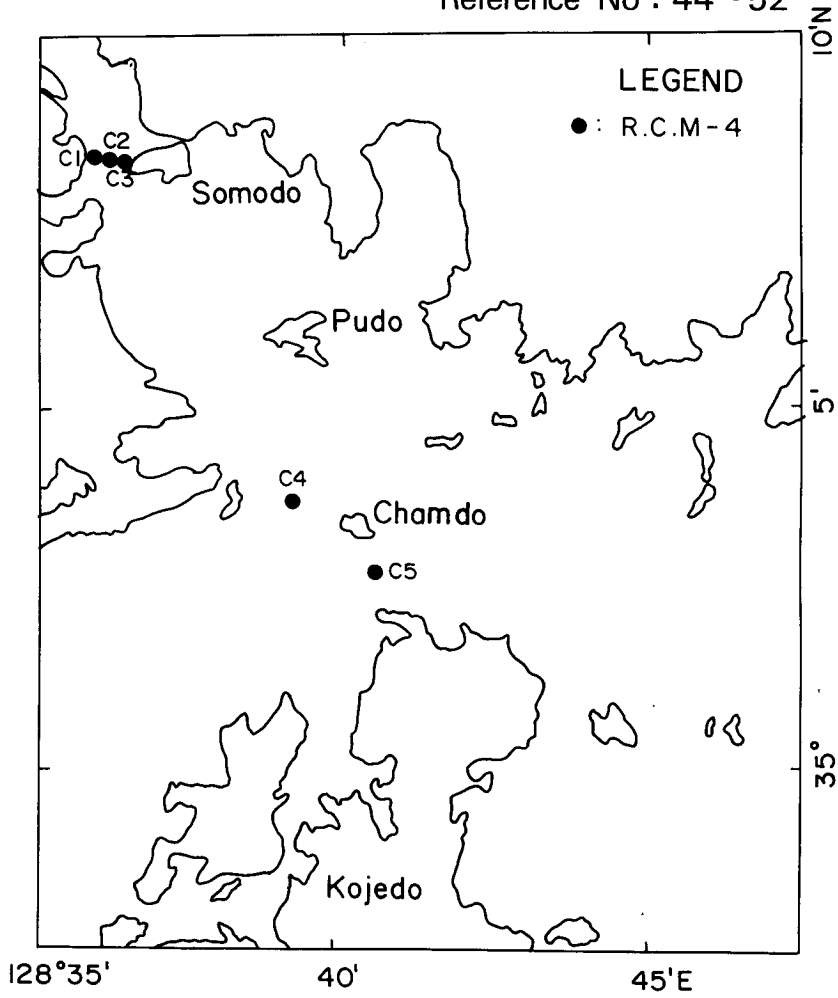 Reference No : 44 - 52
10'N
LEGEND
● : R.C.M-4
C1
C2
C3
Somodo
Pudo
5'
C4
Chamdo
C5
35°
Kojedo
128°35'
40'
45'E